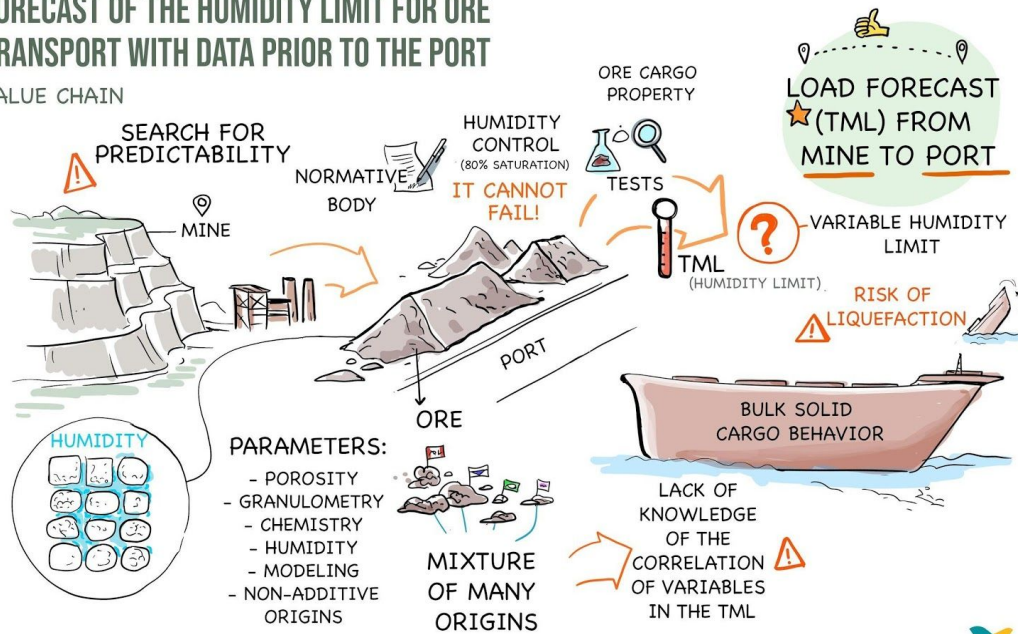 ORECAST OF THE HUMIDITY LIMIT FOR ORE
RANSPORT WITH DATA PRIOR TO THE PORT
ALUE CHAIN
SEARCH FOR
PREDICTABILITY
MINE
NORMATIVE
BODY
HUMIDITY
CONTROL
(80% SATURATION)
IT CANNOT
FAIL!
ORE CARGO
PROPERTY
TESTS
TML
(HUMIDITY LIMIT)
?
LOAD FORECAST
(TML) FROM
MINE TO PORT
VARIABLE HUMIDITY
LIMIT
RISK OF
LIQUEFACTION
PORT
ORE
BULK SOLID
CARGO BEHAVIOR
HUMIDITY
PARAMETERS:
- POROSITY
- GRANULOMETRY
- CHEMISTRY
- HUMIDITY
- MODELING
- NON-ADDITIVE
ORIGINS
MIXTURE
OF MANY
ORIGINS
LACK OF
KNOWLEDGE
OF THE
CORRELATION
OF VARIABLES
IN THE TML